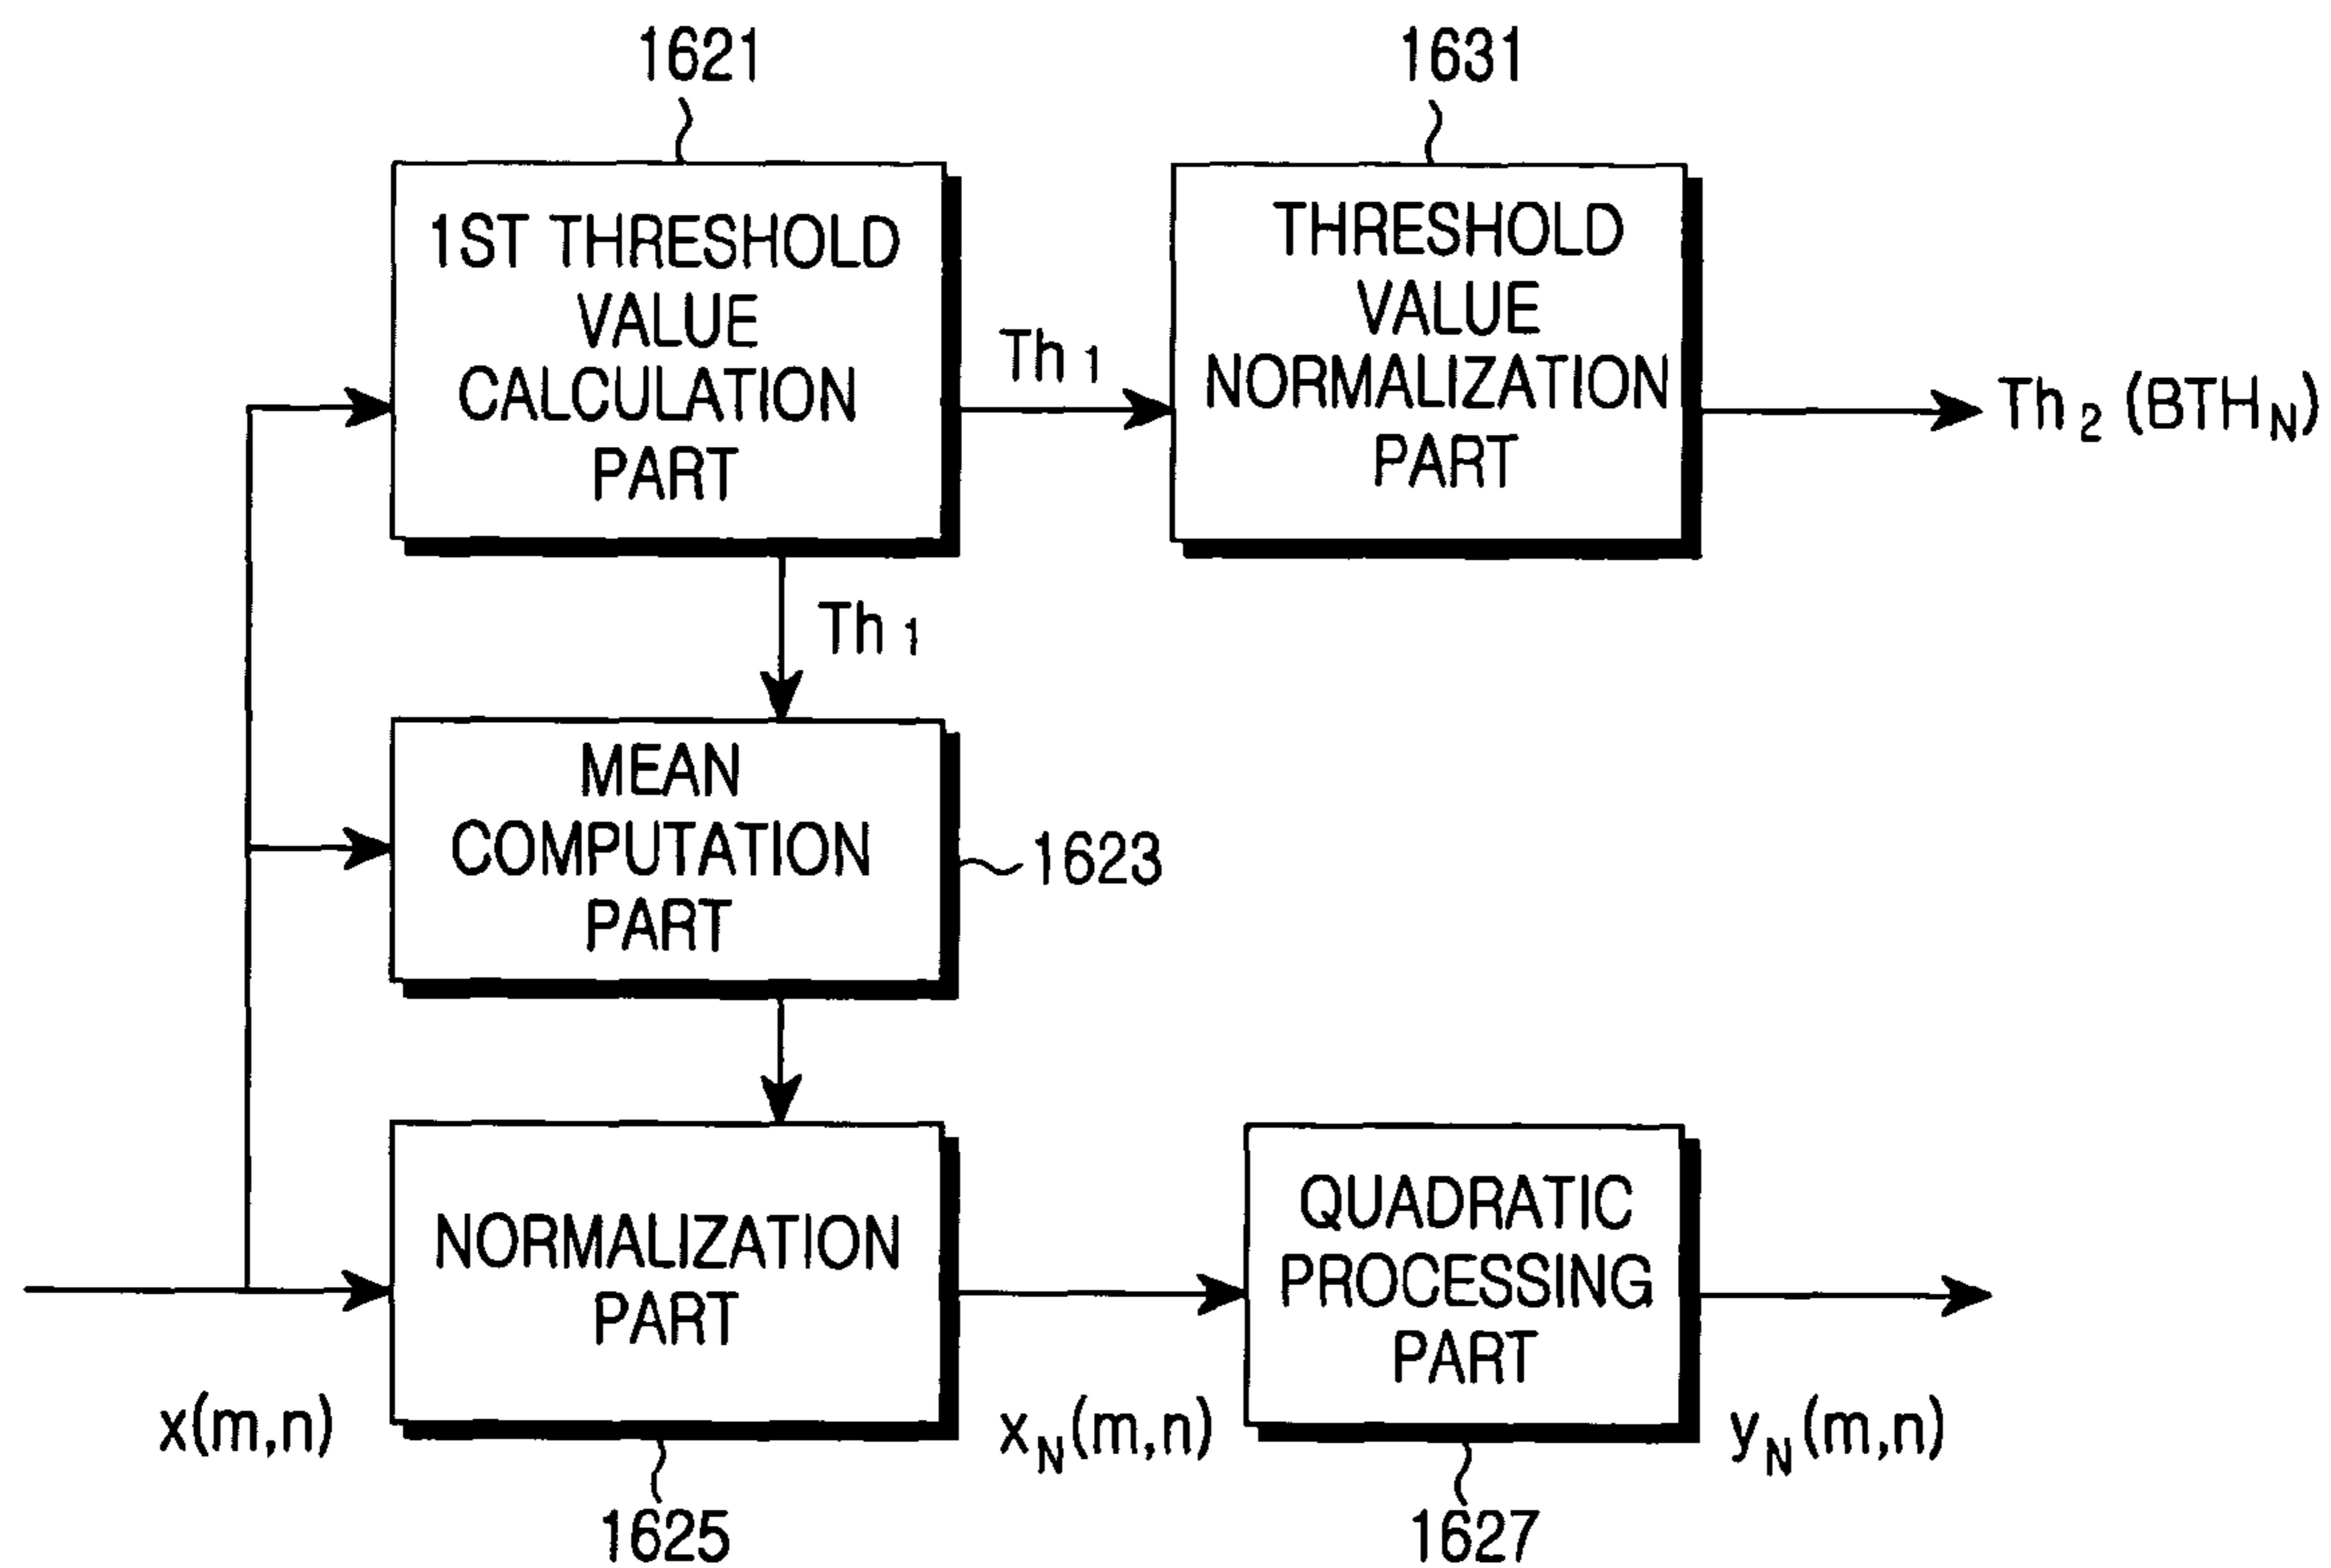 1621
1631
1ST THRESHOLD
VALUE
CALCULATION
PART
Th 1
THRESHOLD
VALUE
NORMALIZATION
PART
Th 2 (BTH N)
Th 1
MEAN
COMPUTATION
PART
1623
NORMALIZATION
PART
QUADRATIC
PROCESSING
PART
x(m,n)
xN(m,n)
yN(m,n)
1625
1627